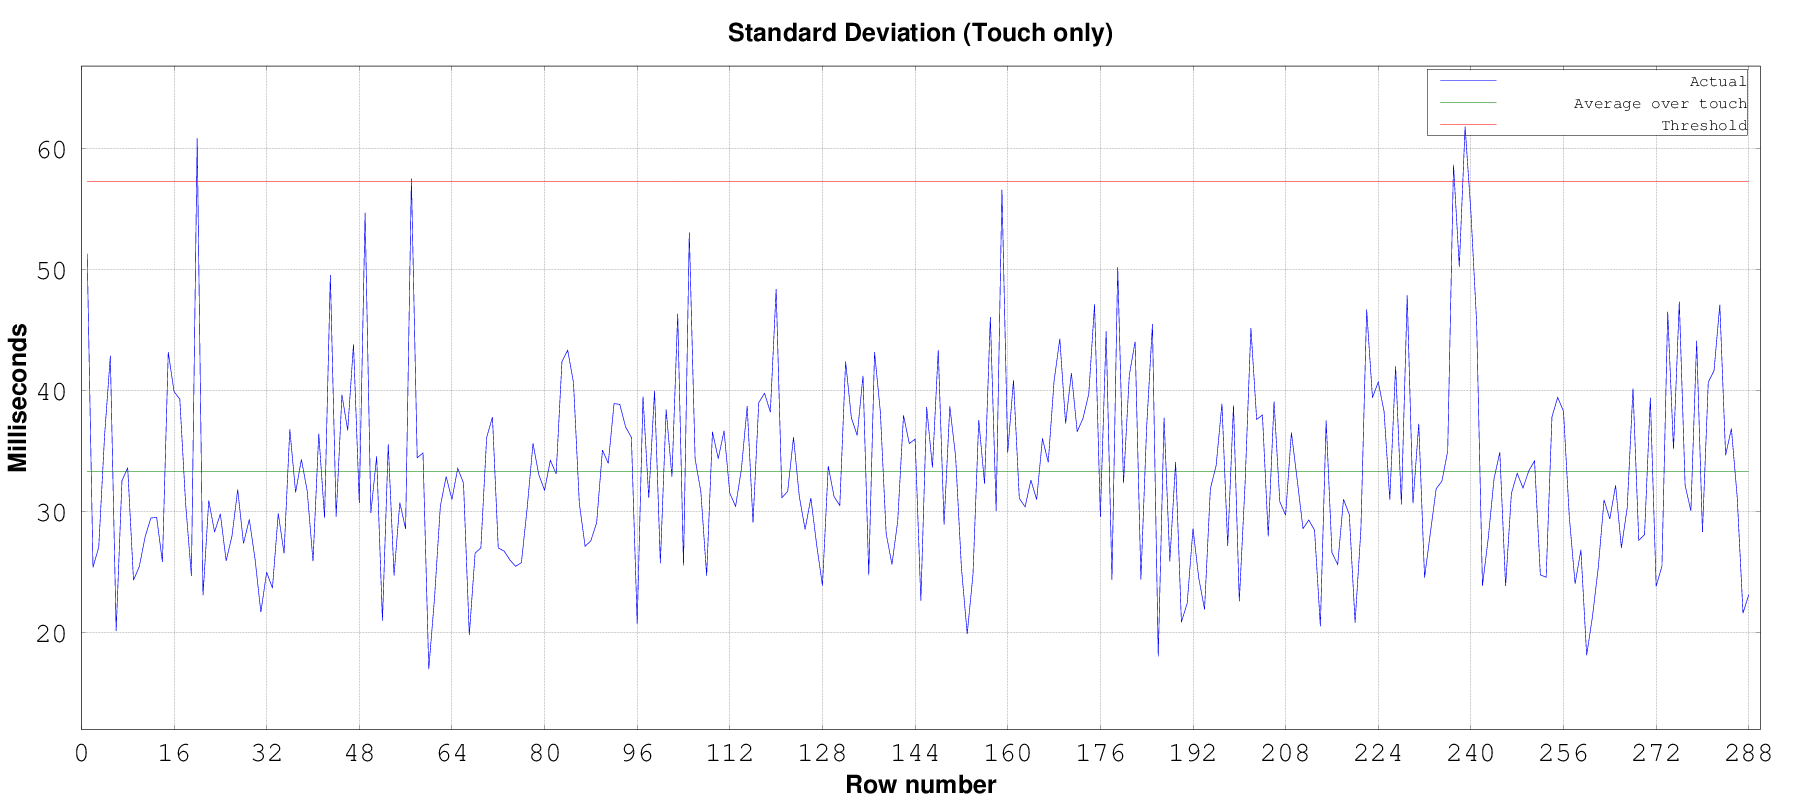 Standard Deviation (Touch only)
Actual
Average over touch
Threshold
60
50
40
30
20
Milliseconds
0 16 32 48 64 80 96 112 128 144 160 176 192 208 224 240 256 272 288
Row number